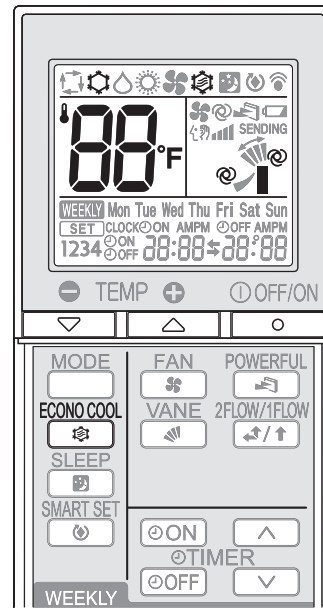 88°F
SENDING
WEEKLY Mon Tue Wed Thu Fri Sat Sun
SET CLOCK ON AMPM OFF AMPM
1234 ON OFF 88:88 88:88
TEMP OFF/ON
MODE FAN POWERFUL
ECONO COOL VANE 2FLOW/1FLOW
SLEEP
SMART SET
ON
TIMER
OFF
WEEKLY